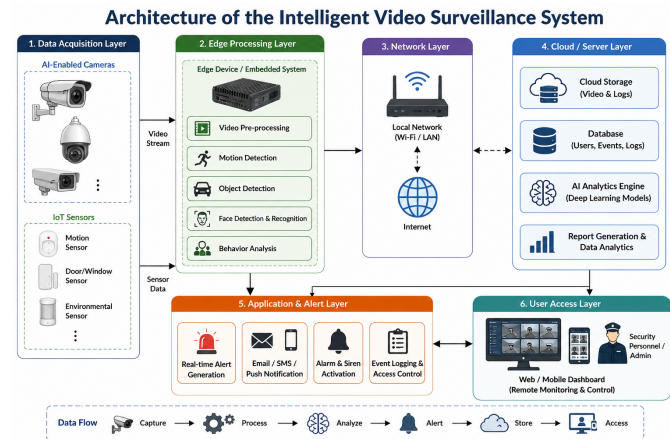 Architecture of the Intelligent Video Surveillance System
1. Data Acquisition Layer
AI-Enabled Cameras
IoT Sensors
Motion
Sensor
Door/Window
Sensor
Environmental
Sensor
Video
Stream
Sensor
Data
2. Edge Processing Layer
Edge Device / Embedded System
Video Pre-processing
Motion Detection
Object Detection
Face Detection & Recognition
Behavior Analysis
3. Network Layer
Local Network
(Wi-Fi / LAN)
Internet
4. Cloud / Server Layer
Cloud Storage
(Video & Logs)
Database
(Users, Events, Logs)
AI Analytics Engine
(Deep Learning Models)
Report Generation &
Data Analytics
5. Application & Alert Layer
Real-time Alert
Generation
Email / SMS /
Push Notification
Alarm & Siren
Activation
Event Logging &
Access Control
6. User Access Layer
Security
Personnel /
Admin
Web / Mobile Dashboard
(Remote Monitoring & Control)
Data Flow
Capture
Process
Analyze
Alert
Store
Access